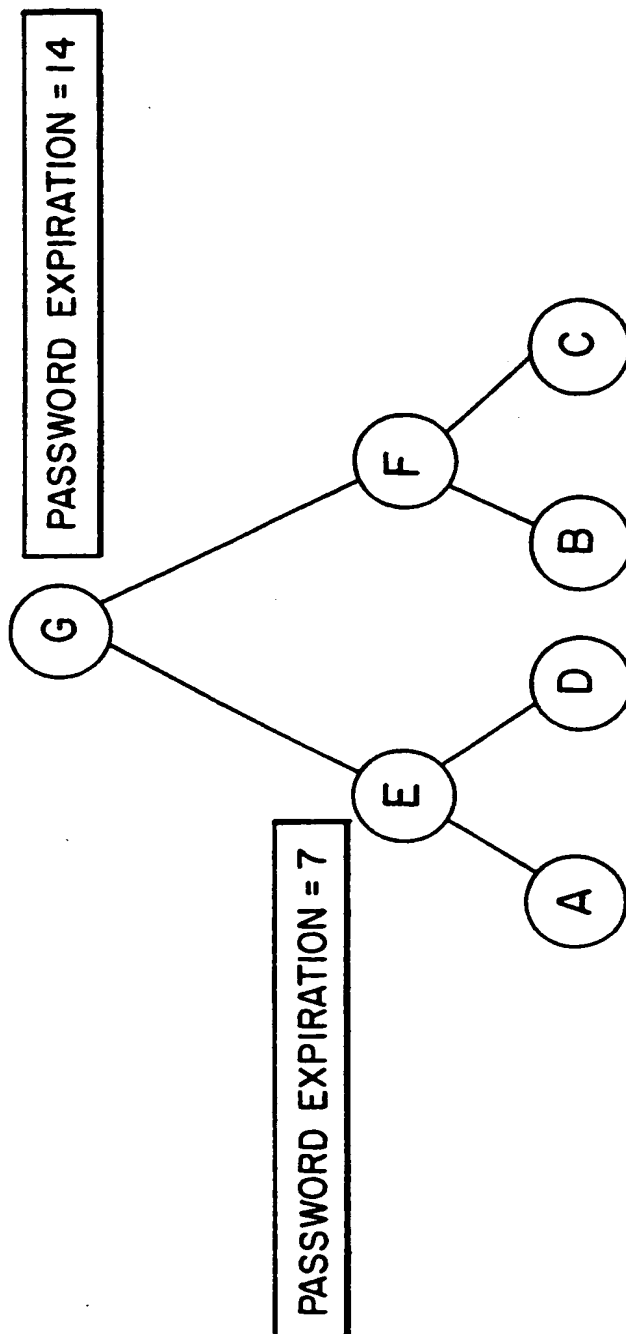 PASSWORD EXPIRATION = 14
G
PASSWORD EXPIRATION = 7
E
F
A
D
B
C